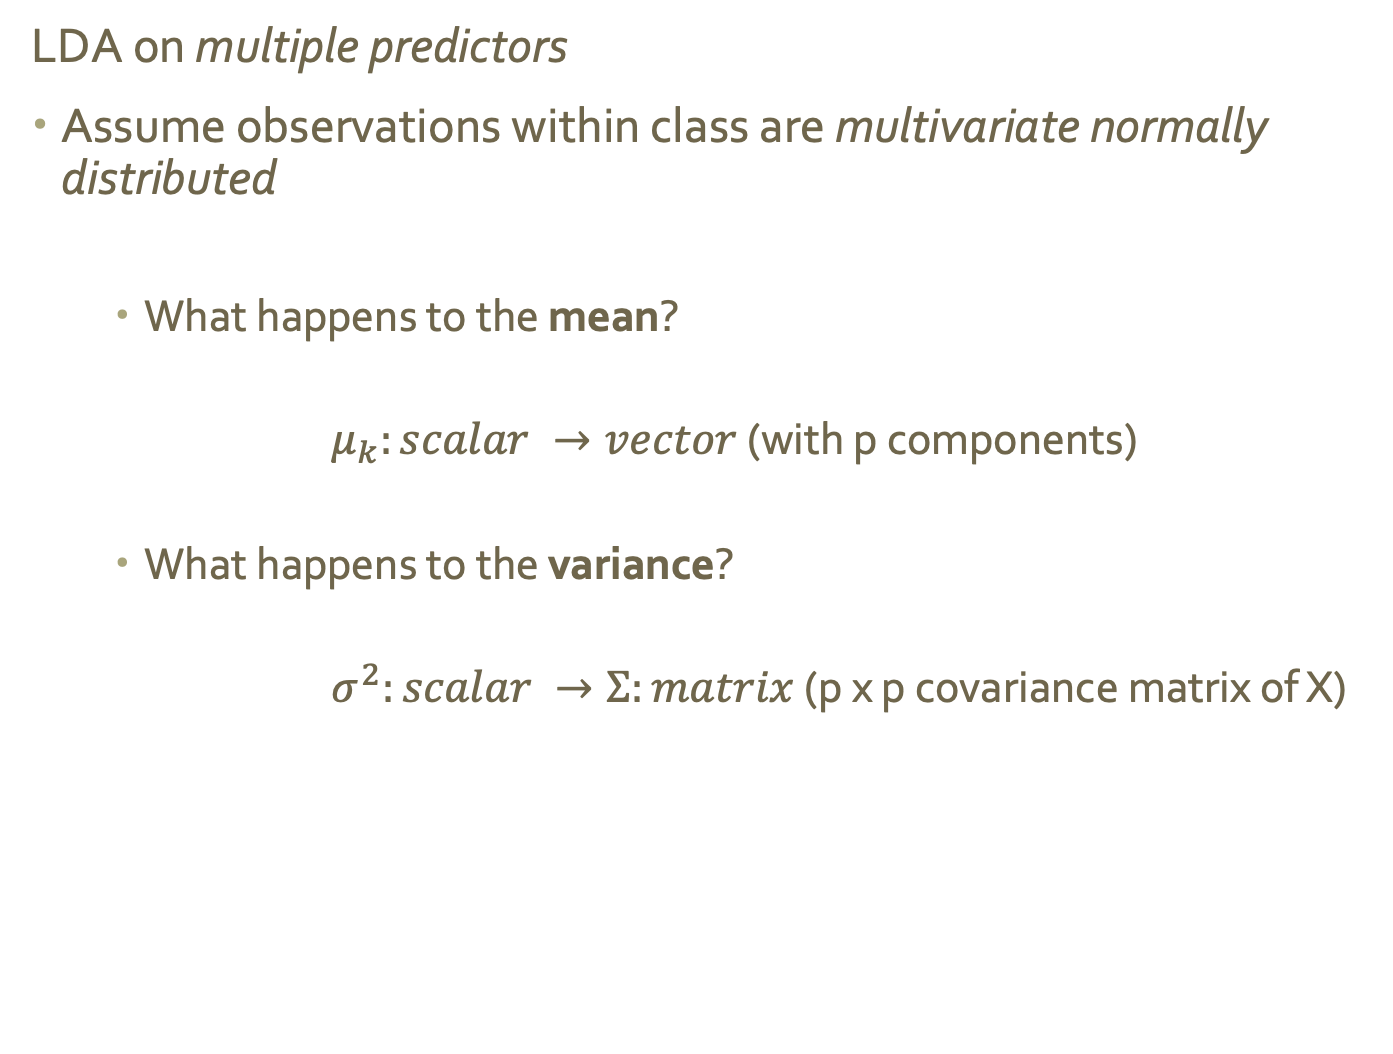 LDA on multiple predictors
• Assume observations within class are multivariate normally
distributed
• What happens to the mean?
μₖ: scalar → vector (with p components)
• What happens to the variance?
σ²: scalar → Σ: matrix (p x p covariance matrix of X)